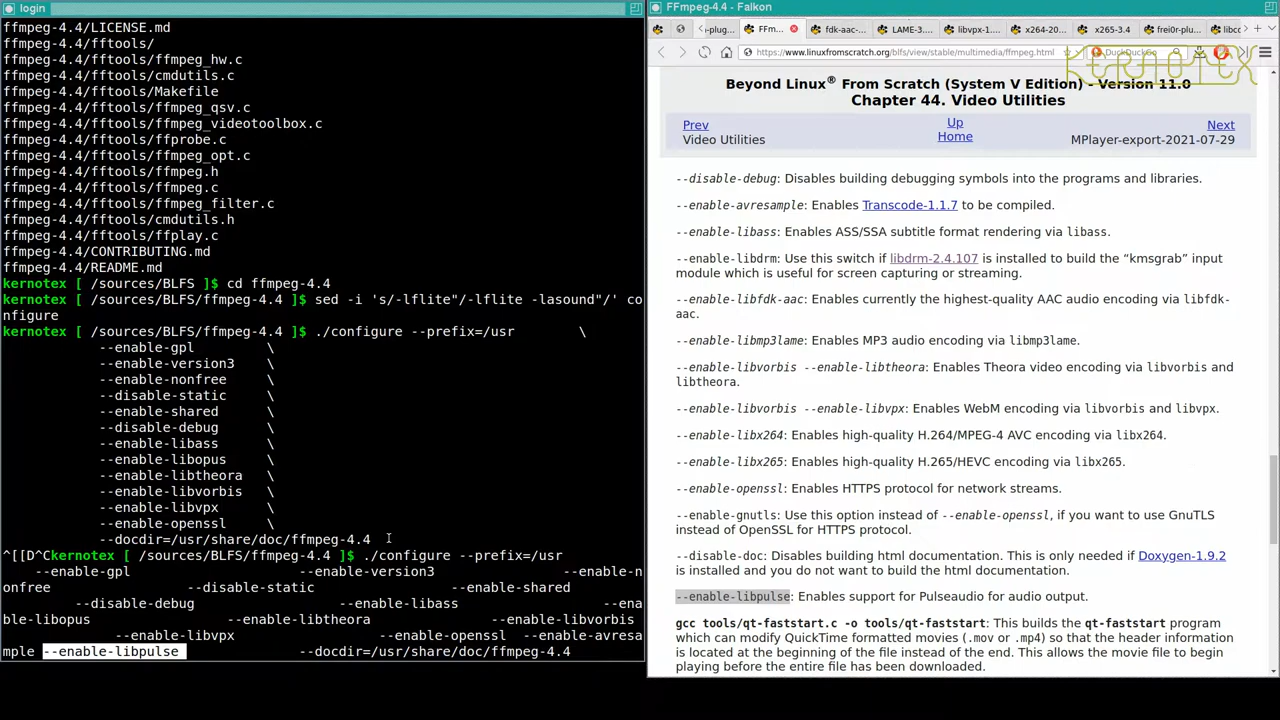 login
ffmpeg-4.4/LICENSE.md
ffmpeg-4.4/fftools/
ffmpeg-4.4/fftools/ffmpeg_hw.c
ffmpeg-4.4/fftools/cmdutils.c
ffmpeg-4.4/fftools/Makefile
ffmpeg-4.4/fftools/ffmpeg_qsv.c
ffmpeg-4.4/fftools/ffmpeg_videotoolbox.c
ffmpeg-4.4/fftools/ffprobe.c
ffmpeg-4.4/fftools/ffmpeg_opt.c
ffmpeg-4.4/fftools/ffmpeg.h
ffmpeg-4.4/fftools/ffmpeg.c
ffmpeg-4.4/fftools/ffmpeg_filter.c
ffmpeg-4.4/fftools/cmdutils.h
ffmpeg-4.4/fftools/ffplay.c
ffmpeg-4.4/CONTRIBUTING.md
ffmpeg-4.4/README.md
kernotex [ /sources/BLFS ]$ cd ffmpeg-4.4
kernotex [ /sources/BLFS/ffmpeg-4.4 ]$ sed -i 's/-lflite"/-lflite -lasound"/' co
nfigure
kernotex [ /sources/BLFS/ffmpeg-4.4 ]$ ./configure --prefix=/usr \
--enable-gpl \
--enable-version3 \
--enable-nonfree \
--disable-static \
--enable-shared \
--disable-debug \
--enable-libass \
--enable-libopus \
--enable-libtheora \
--enable-libvorbis \
--enable-libvpx \
--enable-openssl \
--docdir=/usr/share/doc/ffmpeg-4.4
^[[D^Ckernotex [ /sources/BLFS/ffmpeg-4.4 ]$ ./configure --prefix=/usr
--enable-gpl --enable-version3 --enable-n
onfree --disable-static --enable-shared
--disable-debug --enable-libass --ena
ble-libopus --enable-libtheora --enable-libvorbis
--enable-libvpx --enable-openssl --enable-avresa
mple --enable-libpulse --docdir=/usr/share/doc/ffmpeg-4.4
FFmpeg-4.4 - Falkon
‹-plug... FFm... fdk-aac-... LAME-3.... libvpx-1.... x264-20... x265-3.4 frei0r-plu... libcc
https://www.linuxfromscratch.org/blfs/view/stable/multimedia/ffmpeg.html DuckDuckGo
KERNOTEX
Beyond Linux® From Scratch (System V Edition) - Version 11.0
Chapter 44. Video Utilities
Prev Up Next
Video Utilities Home MPlayer-export-2021-07-29
--disable-debug: Disables building debugging symbols into the programs and libraries.
--enable-avresample: Enables Transcode-1.1.7 to be compiled.
--enable-libass: Enables ASS/SSA subtitle format rendering via libass.
--enable-libdrm: Use this switch if libdrm-2.4.107 is installed to build the “kmsgrab” input
module which is useful for screen capturing or streaming.
--enable-libfdk-aac: Enables currently the highest-quality AAC audio encoding via libfdk-
aac.
--enable-libmp3lame: Enables MP3 audio encoding via libmp3lame.
--enable-libvorbis --enable-libtheora: Enables Theora video encoding via libvorbis and
libtheora.
--enable-libvorbis --enable-libvpx: Enables WebM encoding via libvorbis and libvpx.
--enable-libx264: Enables high-quality H.264/MPEG-4 AVC encoding via libx264.
--enable-libx265: Enables high-quality H.265/HEVC encoding via libx265.
--enable-openssl: Enables HTTPS protocol for network streams.
--enable-gnutls: Use this option instead of --enable-openssl, if you want to use GnuTLS
instead of OpenSSL for HTTPS protocol.
--disable-doc: Disables building html documentation. This is only needed if Doxygen-1.9.2
is installed and you do not want to build the html documentation.
--enable-libpulse: Enables support for Pulseaudio for audio output.
gcc tools/qt-faststart.c -o tools/qt-faststart: This builds the qt-faststart program
which can modify QuickTime formatted movies (.mov or .mp4) so that the header information
is located at the beginning of the file instead of the end. This allows the movie file to begin
playing before the entire file has been downloaded.